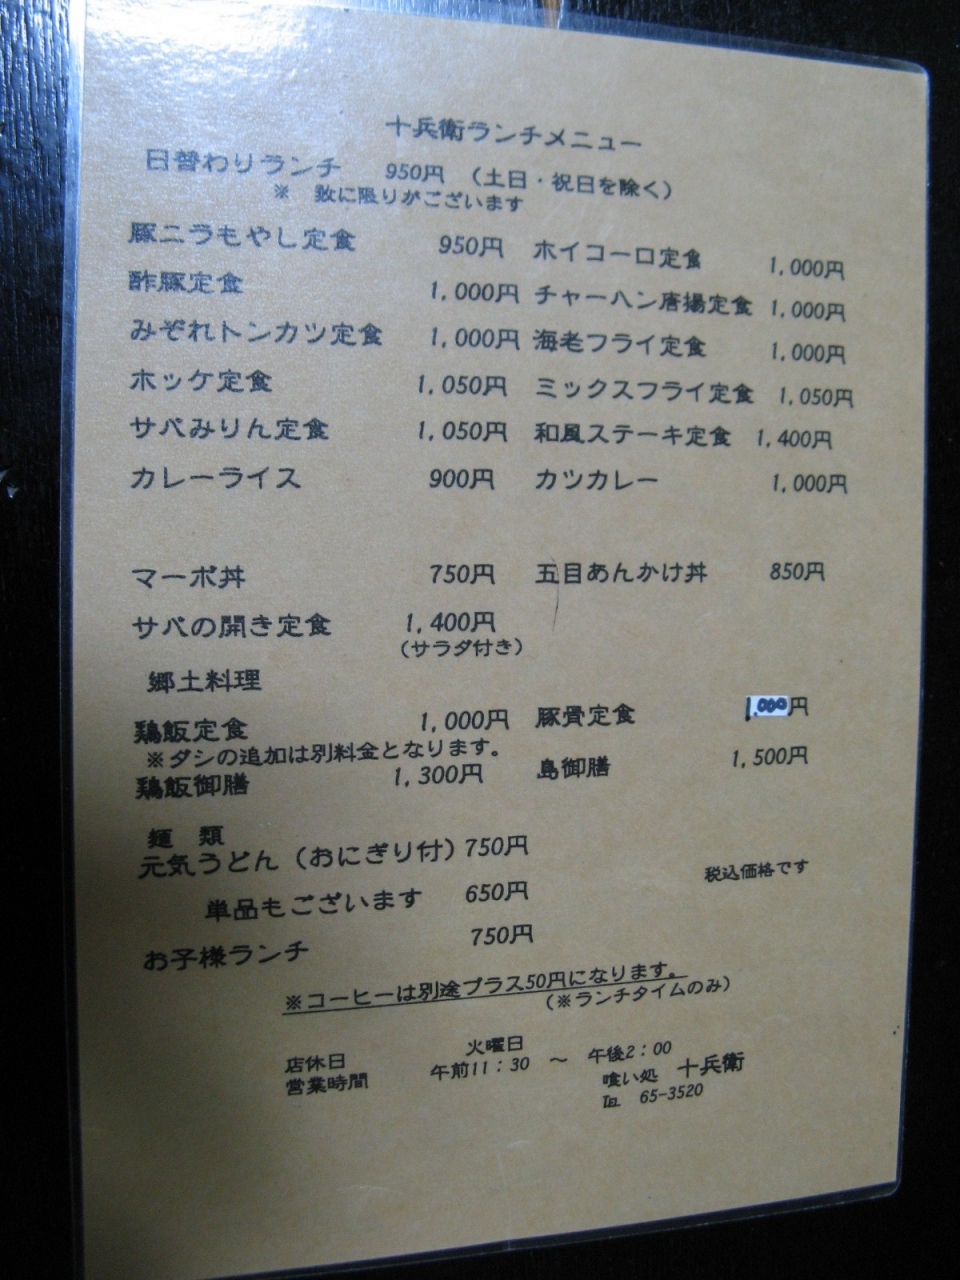 十兵衛ランチメニュー
日替わりランチ 950円 （土日・祝日を除く）
※ 数に限りがございます
豚ニラもやし定食 950円 ホイコーロ定食 1,000円
酢豚定食 1,000円 チャーハン唐揚定食 1,000円
みぞれトンカツ定食 1,000円 海老フライ定食 1,000円
ホッケ定食 1,050円 ミックスフライ定食 1,050円
サバみりん定食 1,050円 和風ステーキ定食 1,400円
カレーライス 900円 カツカレー 1,000円
マーボ丼 750円 五目あんかけ丼 850円
サバの開き定食 1,400円
（サラダ付き）
郷土料理
鶏飯定食 1,000円 豚骨定食 1,000円
※ダシの追加は別料金となります。
鶏飯御膳 1,300円 島御膳 1,500円
麺 類
元気うどん（おにぎり付）750円
税込価格です
単品もございます 650円
お子様ランチ 750円
※コーヒーは別途プラス50円になります。
（※ランチタイムのみ）
店休日 火曜日
営業時間 午前11：30 ～ 午後2：00
喰い処 十兵衛
℡ 65-3520